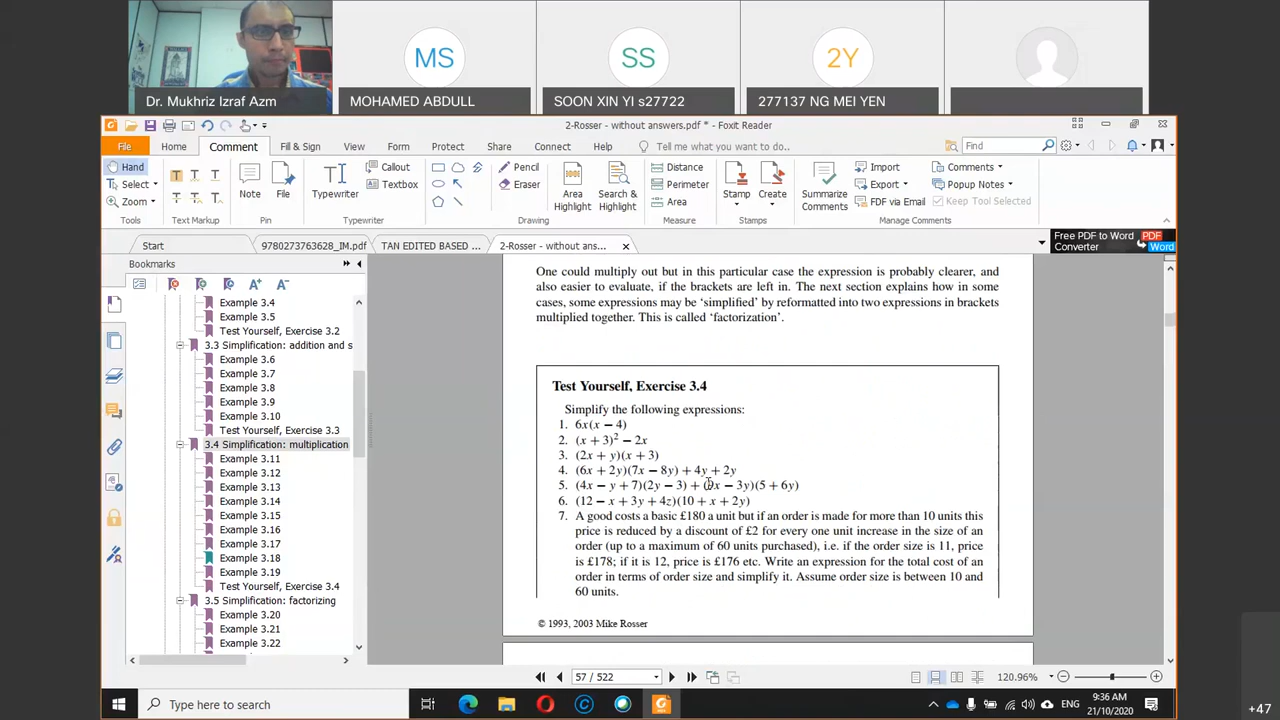 MS
SS
2Y
Dr. Mukhriz Izraf Azm
MOHAMED ABDULL
SOON XIN YI s27722
277137 NG MEI YEN
2-Rosser - without answers.pdf * - Foxit Reader
File
Home
Comment
Fill & Sign
View
Form
Protect
Share
Connect
Help
Tell me what you want to do...
Find
Hand
Select
Zoom
Tools
T T T
T T T
Text Markup
Note
File
Pin
Typewriter
Callout
Textbox
Typewriter
Pencil
Eraser
Drawing
Area Highlight
Search & Highlight
Distance
Perimeter
Area
Measure
Stamp
Create
Stamps
Summarize Comments
Import
Export
FDF via Email
Comments
Popup Notes
Keep Tool Selected
Manage Comments
Start
9780273763628_IM.pdf
TAN EDITED BASED ...
2-Rosser - without ans...
Free PDF to Word
Converter
PDF
Word
Bookmarks
Example 3.4
Example 3.5
Test Yourself, Exercise 3.2
3.3 Simplification: addition and s
Example 3.6
Example 3.7
Example 3.8
Example 3.9
Example 3.10
Test Yourself, Exercise 3.3
3.4 Simplification: multiplication
Example 3.11
Example 3.12
Example 3.13
Example 3.14
Example 3.15
Example 3.16
Example 3.17
Example 3.18
Example 3.19
Test Yourself, Exercise 3.4
3.5 Simplification: factorizing
Example 3.20
Example 3.21
Example 3.22
One could multiply out but in this particular case the expression is probably clearer, and
also easier to evaluate, if the brackets are left in. The next section explains how in some
cases, some expressions may be ‘simplified’ by reformatted into two expressions in brackets
multiplied together. This is called ‘factorization’.
Test Yourself, Exercise 3.4
Simplify the following expressions:
1. 6x(x − 4)
2. (x + 3)² − 2x
3. (2x + y)(x + 3)
4. (6x + 2y)(7x − 8y) + 4y + 2y
5. (4x − y + 7)(2y − 3) + (x − 3y)(5 + 6y)
6. (12 − x + 3y + 4z)(10 + x + 2y)
7. A good costs a basic £180 a unit but if an order is made for more than 10 units this
price is reduced by a discount of £2 for every one unit increase in the size of an
order (up to a maximum of 60 units purchased), i.e. if the order size is 11, price
is £178; if it is 12, price is £176 etc. Write an expression for the total cost of an
order in terms of order size and simplify it. Assume order size is between 10 and
60 units.
© 1993, 2003 Mike Rosser
57 / 522
120.96%
Type here to search
ENG
9:36 AM
21/10/2020
+47